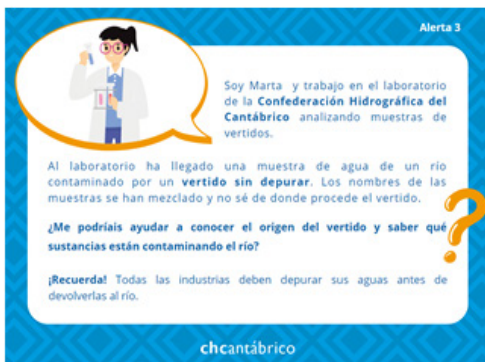 Alerta 3
Soy Marta y trabajo en el laboratorio
de la Confederación Hidrográfica del
Cantábrico analizando muestras de
vertidos.
Al laboratorio ha llegado una muestra de agua de un río
contaminado por un vertido sin depurar. Los nombres de las
muestras se han mezclado y no sé de donde procede el vertido.
¿Me podríais ayudar a conocer el origen del vertido y saber qué
sustancias están contaminando el río?
¡Recuerda! Todas las industrias deben depurar sus aguas antes de
devolverlas al río.
?
chcantábrico